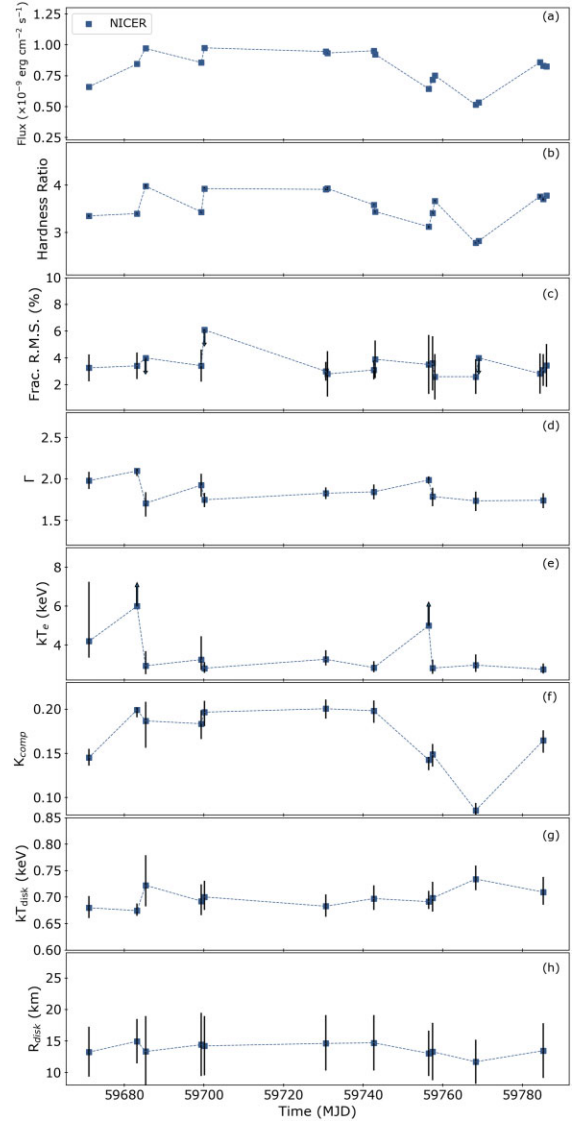 NICER
(a)
1.25
1.00
0.75
0.50
0.25
Flux (×10⁻⁹ erg cm⁻² s⁻¹)
(b)
4
3
Hardness Ratio
(c)
10
8
6
4
2
Frac. R.M.S. (%)
(d)
2.5
2.0
1.5
Γ
(e)
8
6
4
kT_e (keV)
(f)
0.20
0.15
0.10
K_comp
(g)
0.85
0.80
0.75
0.70
0.65
0.60
kT_disk (keV)
(h)
25
20
15
10
R_disk (km)
59680 59700 59720 59740 59760 59780
Time (MJD)